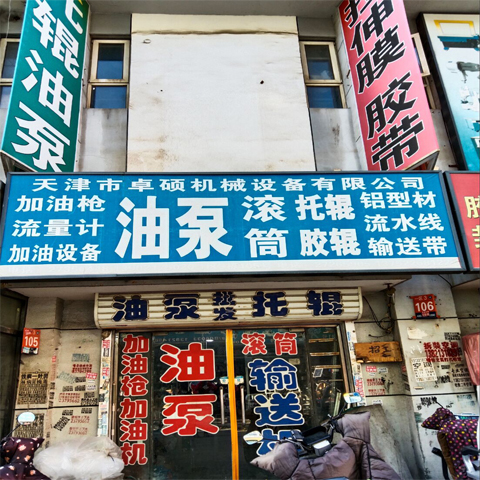 辊油泵
拉伸膜 胶带
天津市卓硕机械设备有限公司
加油枪
流量计
加油设备
油泵
滚筒
托辊
胶辊
铝型材
流水线
输送带
油泵批发托辊
105
106
加油枪加油机
油泵
滚筒
输送